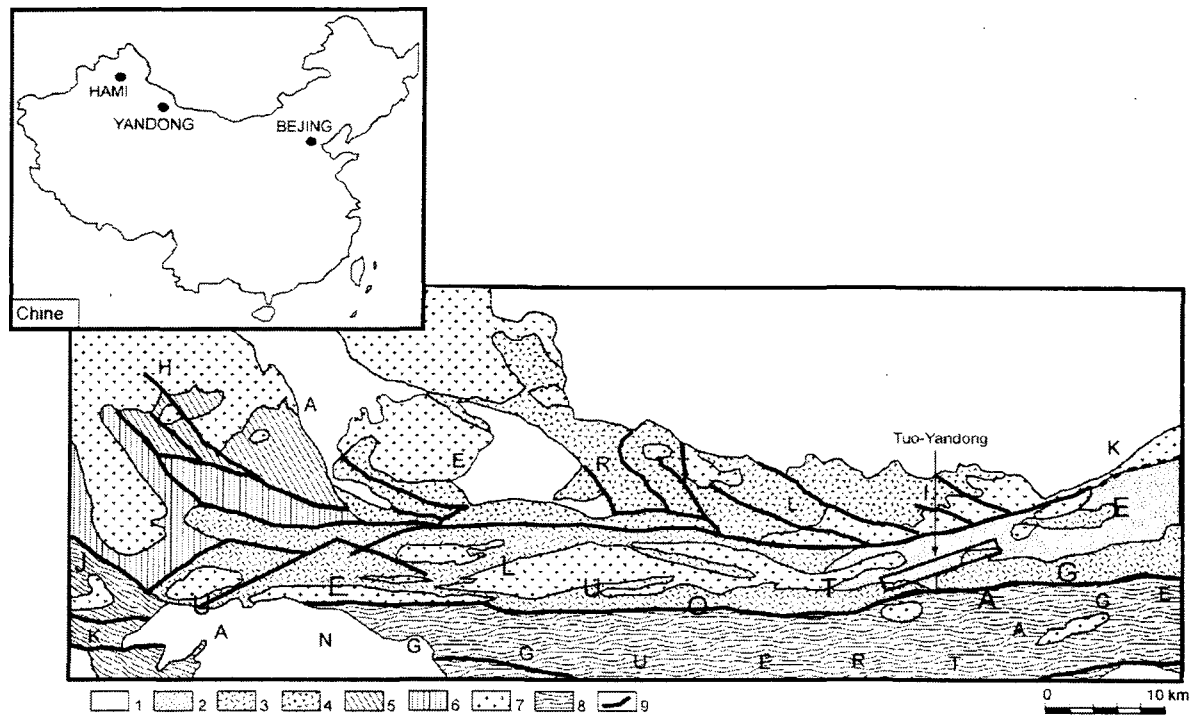 HAMI
YANDONG
BEJING
Chine
Tuo-Yandong
H A R L I K
E E
J U E L U O T A G E
K A N G G U E R T A G
1 2 3 4 5 6 7 8 9
0 10 km